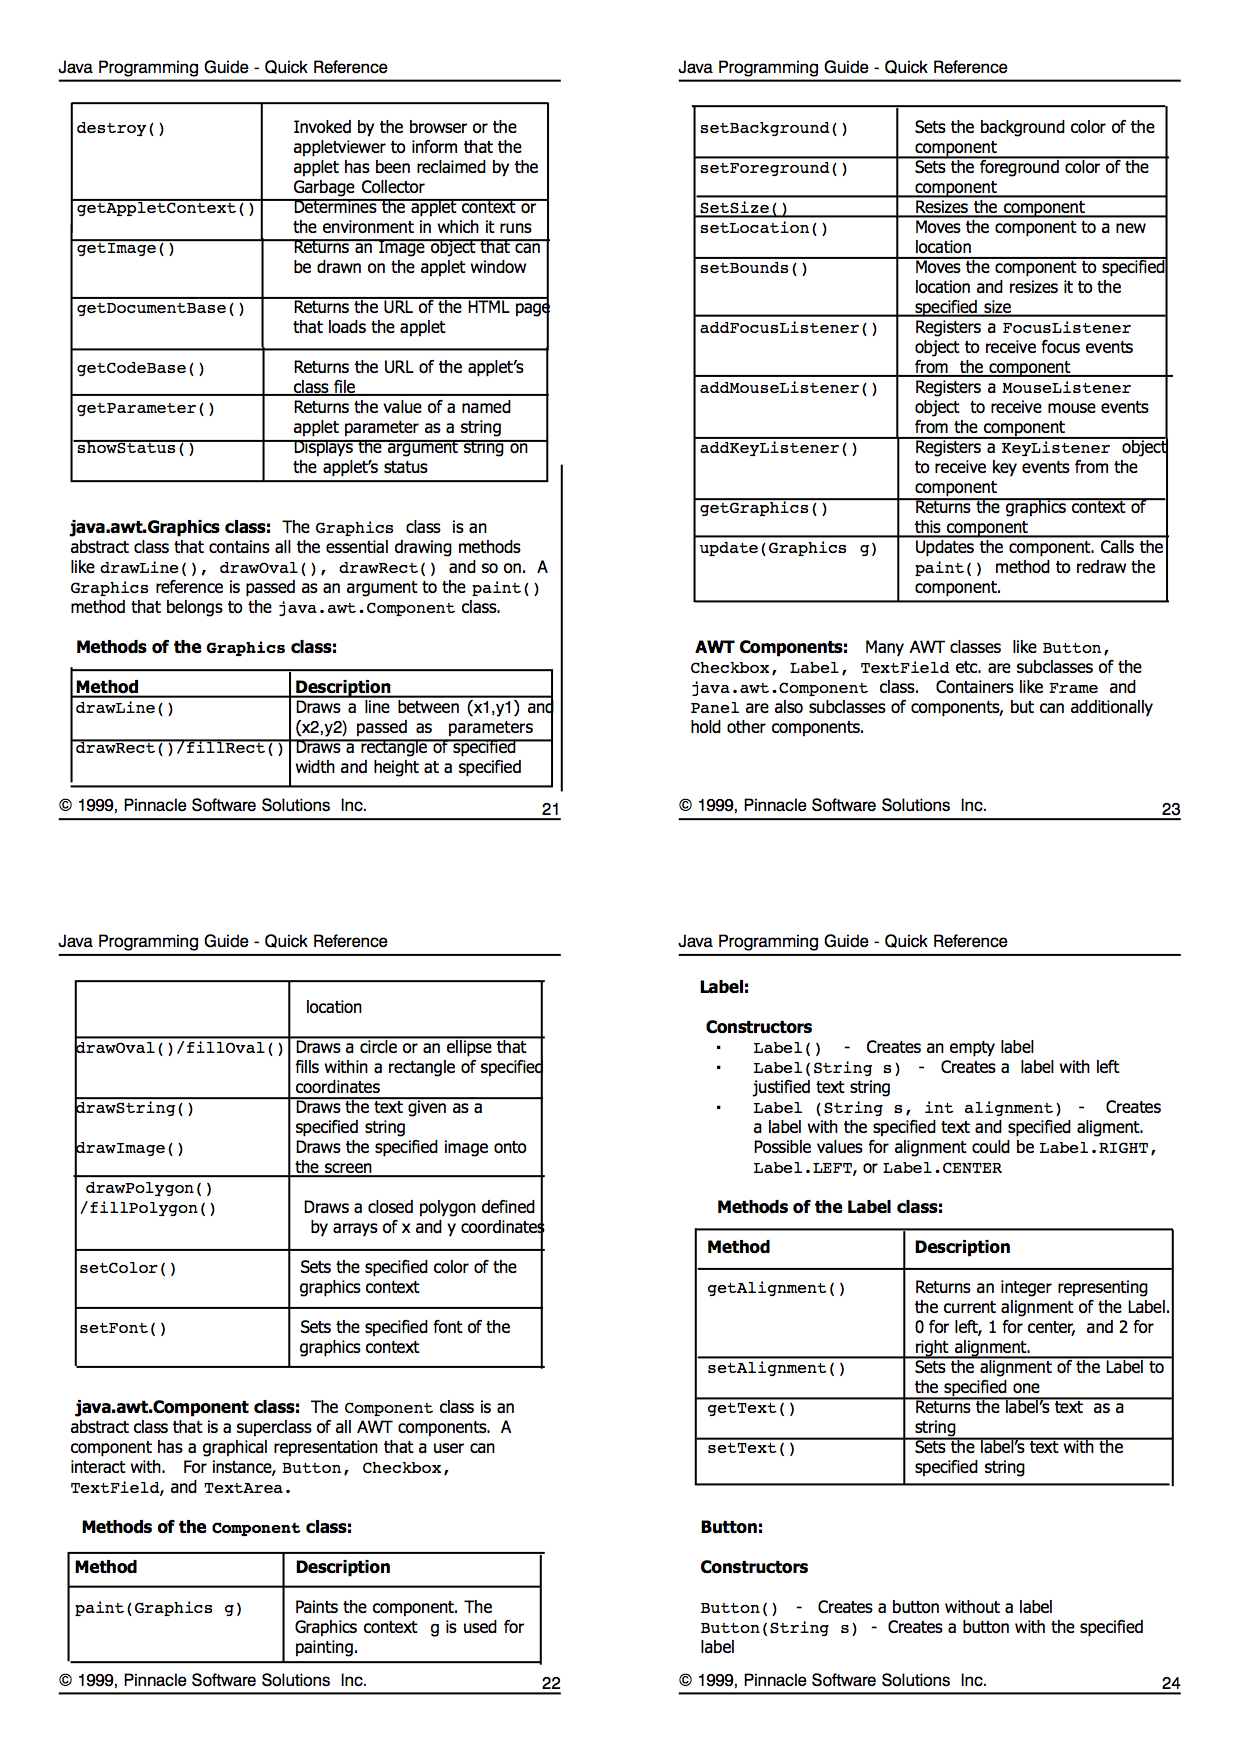 Java Programming Guide - Quick Reference
destroy() Invoked by the browser or the
appletviewer to inform that the
applet has been reclaimed by the
Garbage Collector
getAppletContext() Determines the applet context or
the environment in which it runs
getImage() Returns an Image object that can
be drawn on the applet window
getDocumentBase() Returns the URL of the HTML page
that loads the applet
getCodeBase() Returns the URL of the applet’s
class file
getParameter() Returns the value of a named
applet parameter as a string
showStatus() Displays the argument string on
the applet’s status
java.awt.Graphics class: The Graphics class is an
abstract class that contains all the essential drawing methods
like drawLine(), drawOval(), drawRect() and so on. A
Graphics reference is passed as an argument to the paint()
method that belongs to the java.awt.Component class.
Methods of the Graphics class:
Method Description
drawLine() Draws a line between (x1,y1) and
(x2,y2) passed as parameters
drawRect()/fillRect() Draws a rectangle of specified
width and height at a specified
© 1999, Pinnacle Software Solutions Inc. 21
Java Programming Guide - Quick Reference
location
drawOval()/fillOval() Draws a circle or an ellipse that
fills within a rectangle of specified
coordinates
drawString() Draws the text given as a
specified string
drawImage() Draws the specified image onto
the screen
drawPolygon()
/fillPolygon() Draws a closed polygon defined
by arrays of x and y coordinates
setColor() Sets the specified color of the
graphics context
setFont() Sets the specified font of the
graphics context
java.awt.Component class: The Component class is an
abstract class that is a superclass of all AWT components. A
component has a graphical representation that a user can
interact with. For instance, Button, Checkbox,
TextField, and TextArea.
Methods of the Component class:
Method Description
paint(Graphics g) Paints the component. The
Graphics context g is used for
painting.
© 1999, Pinnacle Software Solutions Inc. 22
Java Programming Guide - Quick Reference
setBackground() Sets the background color of the
component
setForeground() Sets the foreground color of the
component
SetSize() Resizes the component
setLocation() Moves the component to a new
location
setBounds() Moves the component to specified
location and resizes it to the
specified size
addFocusListener() Registers a FocusListener
object to receive focus events
from the component
addMouseListener() Registers a MouseListener
object to receive mouse events
from the component
addKeyListener() Registers a KeyListener object
to receive key events from the
component
getGraphics() Returns the graphics context of
this component
update(Graphics g) Updates the component. Calls the
paint() method to redraw the
component.
AWT Components: Many AWT classes like Button,
Checkbox, Label, TextField etc. are subclasses of the
java.awt.Component class. Containers like Frame and
Panel are also subclasses of components, but can additionally
hold other components.
© 1999, Pinnacle Software Solutions Inc. 23
Java Programming Guide - Quick Reference
Label:
Constructors
· Label() - Creates an empty label
· Label(String s) - Creates a label with left
justified text string
· Label (String s, int alignment) - Creates
a label with the specified text and specified aligment.
Possible values for alignment could be Label.RIGHT,
Label.LEFT, or Label.CENTER
Methods of the Label class:
Method Description
getAlignment() Returns an integer representing
the current alignment of the Label.
0 for left, 1 for center, and 2 for
right alignment.
setAlignment() Sets the alignment of the Label to
the specified one
getText() Returns the label’s text as a
string
setText() Sets the label’s text with the
specified string
Button:
Constructors
Button() - Creates a button without a label
Button(String s) - Creates a button with the specified
label
© 1999, Pinnacle Software Solutions Inc. 24